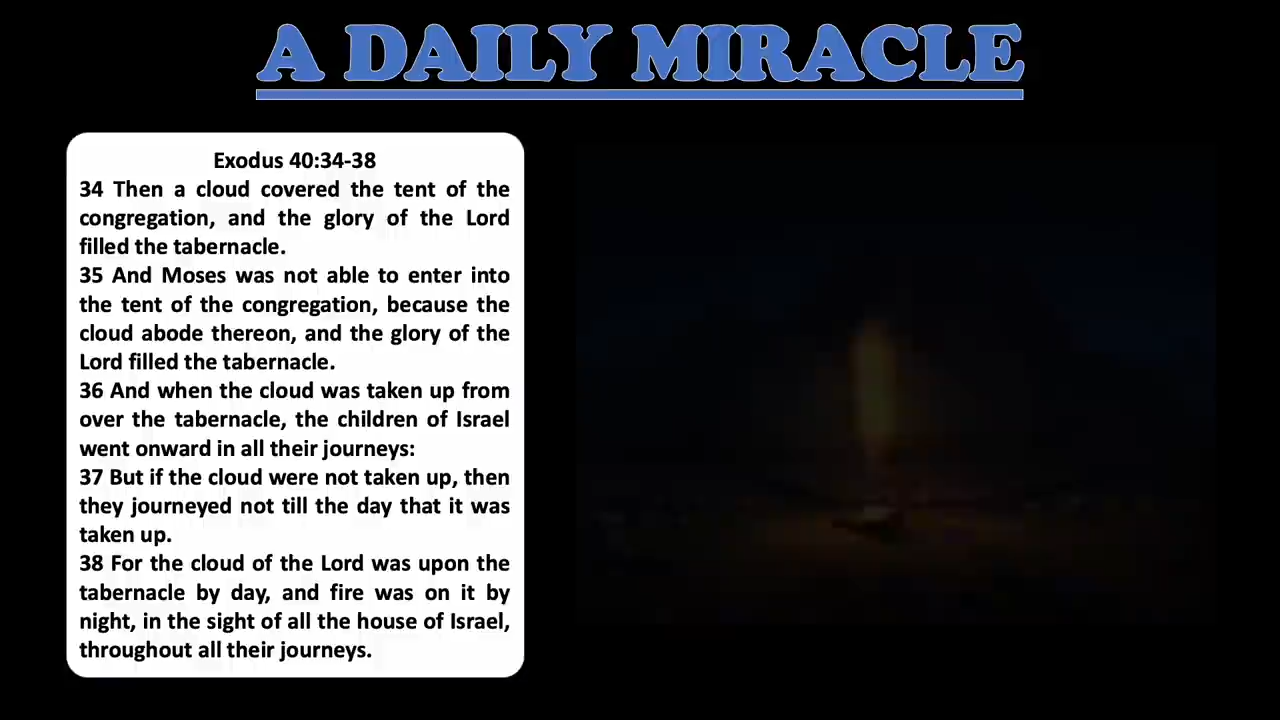 A DAILY MIRACLE
Exodus 40:34-38
34 Then a cloud covered the tent of the
congregation, and the glory of the Lord
filled the tabernacle.
35 And Moses was not able to enter into
the tent of the congregation, because the
cloud abode thereon, and the glory of the
Lord filled the tabernacle.
36 And when the cloud was taken up from
over the tabernacle, the children of Israel
went onward in all their journeys:
37 But if the cloud were not taken up, then
they journeyed not till the day that it was
taken up.
38 For the cloud of the Lord was upon the
tabernacle by day, and fire was on it by
night, in the sight of all the house of Israel,
throughout all their journeys.